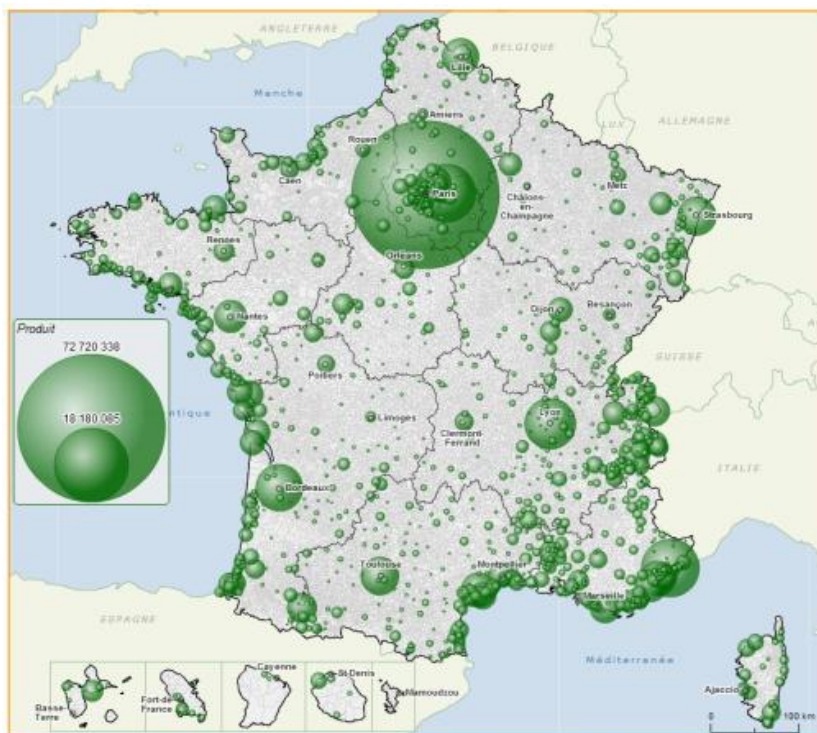 ANGLETERRE
BELGIQUE
Lille
Manche
ALLEMAGNE
Amiens
LUX
Rouen
Caen
Paris
Châlons-
en-
Champagne
Metz
Strasbourg
Rennes
Orléans
Nantes
Dijon
Besançon
Produit
72 720 338
18 180 085
ntique
SUISSE
Poitiers
Limoges
Clermont-
Ferrand
Lyon
ITALIE
Bordeaux
Toulouse
Montpellier
Marseille
ESPAGNE
Méditerranée
Cayenne
St-Denis
Mamoudzou
Basse-
Terre
Fort-de-
France
Ajaccio
0 100 km